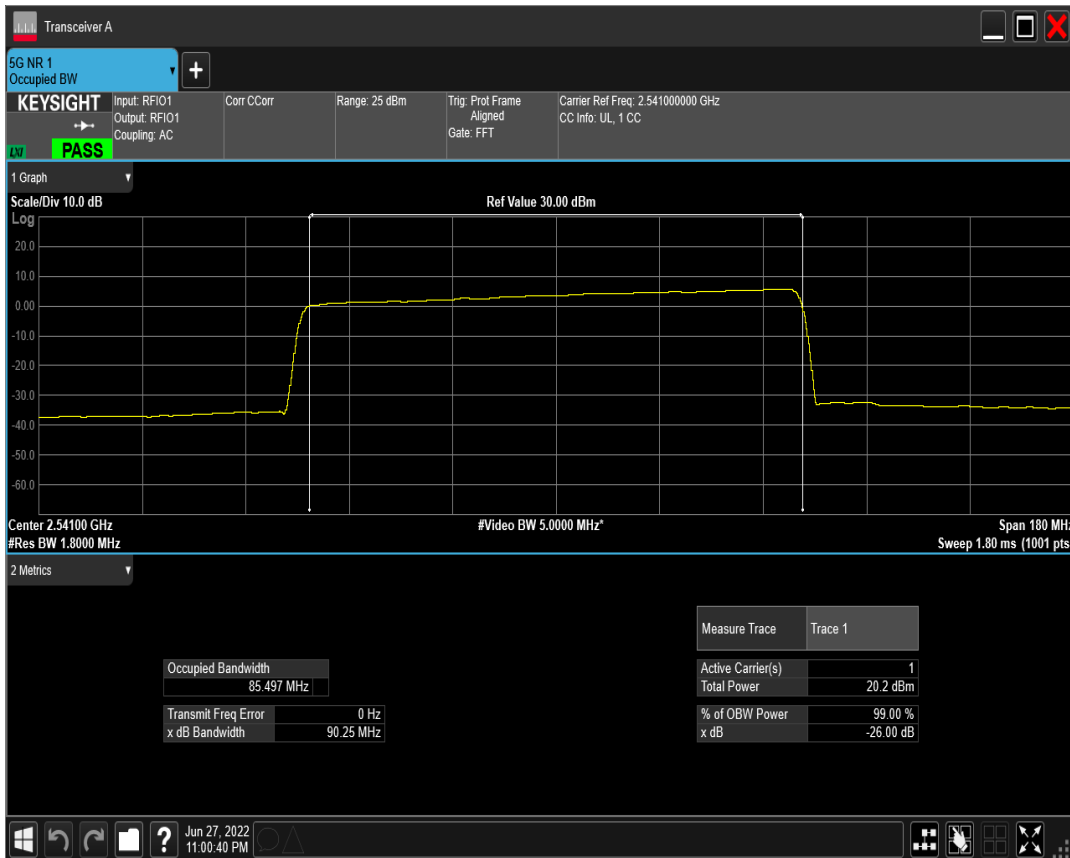 Transceiver A
5G NR 1
Occupied BW
+
KEYSIGHT
LXI
PASS
Input: RFIO1
Output: RFIO1
Coupling: AC
Corr CCorr
Range: 25 dBm
Trig: Prot Frame
Aligned
Gate: FFT
Carrier Ref Freq: 2.541000000 GHz
CC Info: UL, 1 CC
1 Graph
Scale/Div 10.0 dB
Ref Value 30.00 dBm
Log
20.0
10.0
0.00
-10.0
-20.0
-30.0
-40.0
-50.0
-60.0
Center 2.54100 GHz
#Video BW 5.0000 MHz*
Span 180 MHz
#Res BW 1.8000 MHz
Sweep 1.80 ms (1001 pts
2 Metrics
Measure Trace Trace 1
Occupied Bandwidth
85.497 MHz
Active Carrier(s) 1
Total Power 20.2 dBm
Transmit Freq Error 0 Hz
x dB Bandwidth 90.25 MHz
% of OBW Power 99.00 %
x dB -26.00 dB
?
Jun 27, 2022
11:00:40 PM